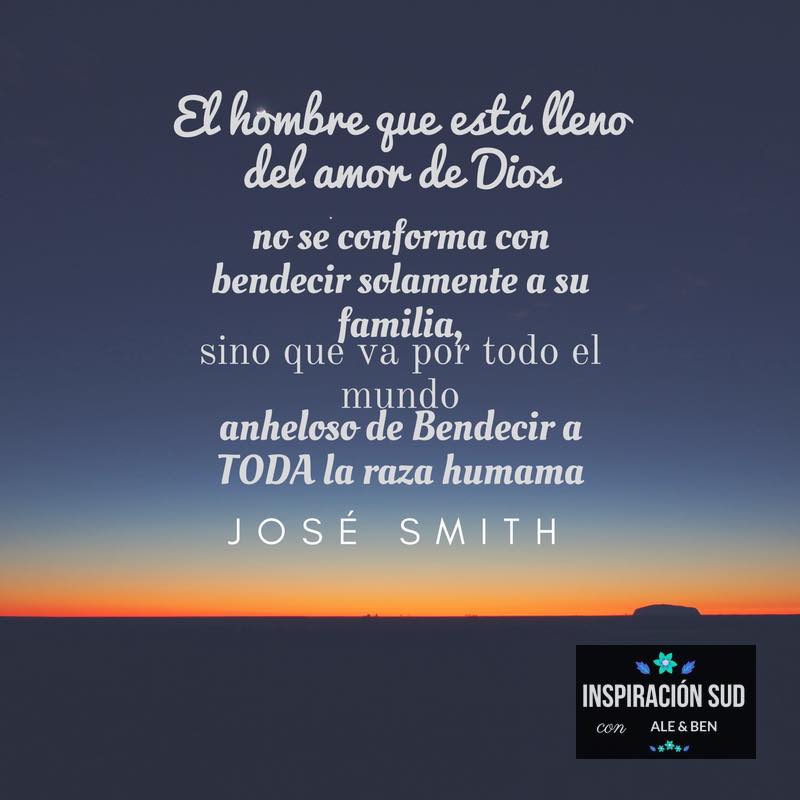 El hombre que está lleno
del amor de Dios
no se conforma con
bendecir solamente a su
familia,
sino que va por todo el
mundo
anheloso de Bendecir a
TODA la raza humama
JOSÉ SMITH
INSPIRACIÓN SUD
con ALE & BEN